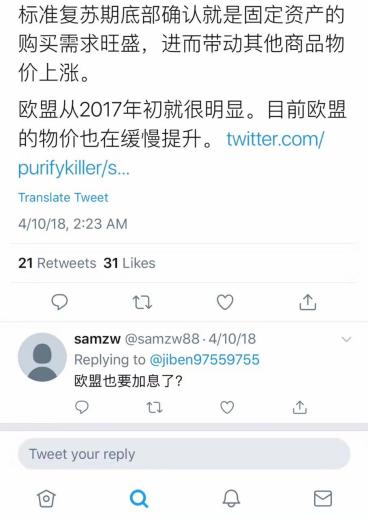 标准复苏期底部确认就是固定资产的
购买需求旺盛，进而带动其他商品物
价上涨。
欧盟从2017年初就很明显。目前欧盟
的物价也在缓慢提升。 twitter.com/
purifykiller/s...
Translate Tweet
4/10/18, 2:23 AM
21 Retweets 31 Likes
samzw @samzw88 · 4/10/18
Replying to @jiben97559755
欧盟也要加息了?
Tweet your reply